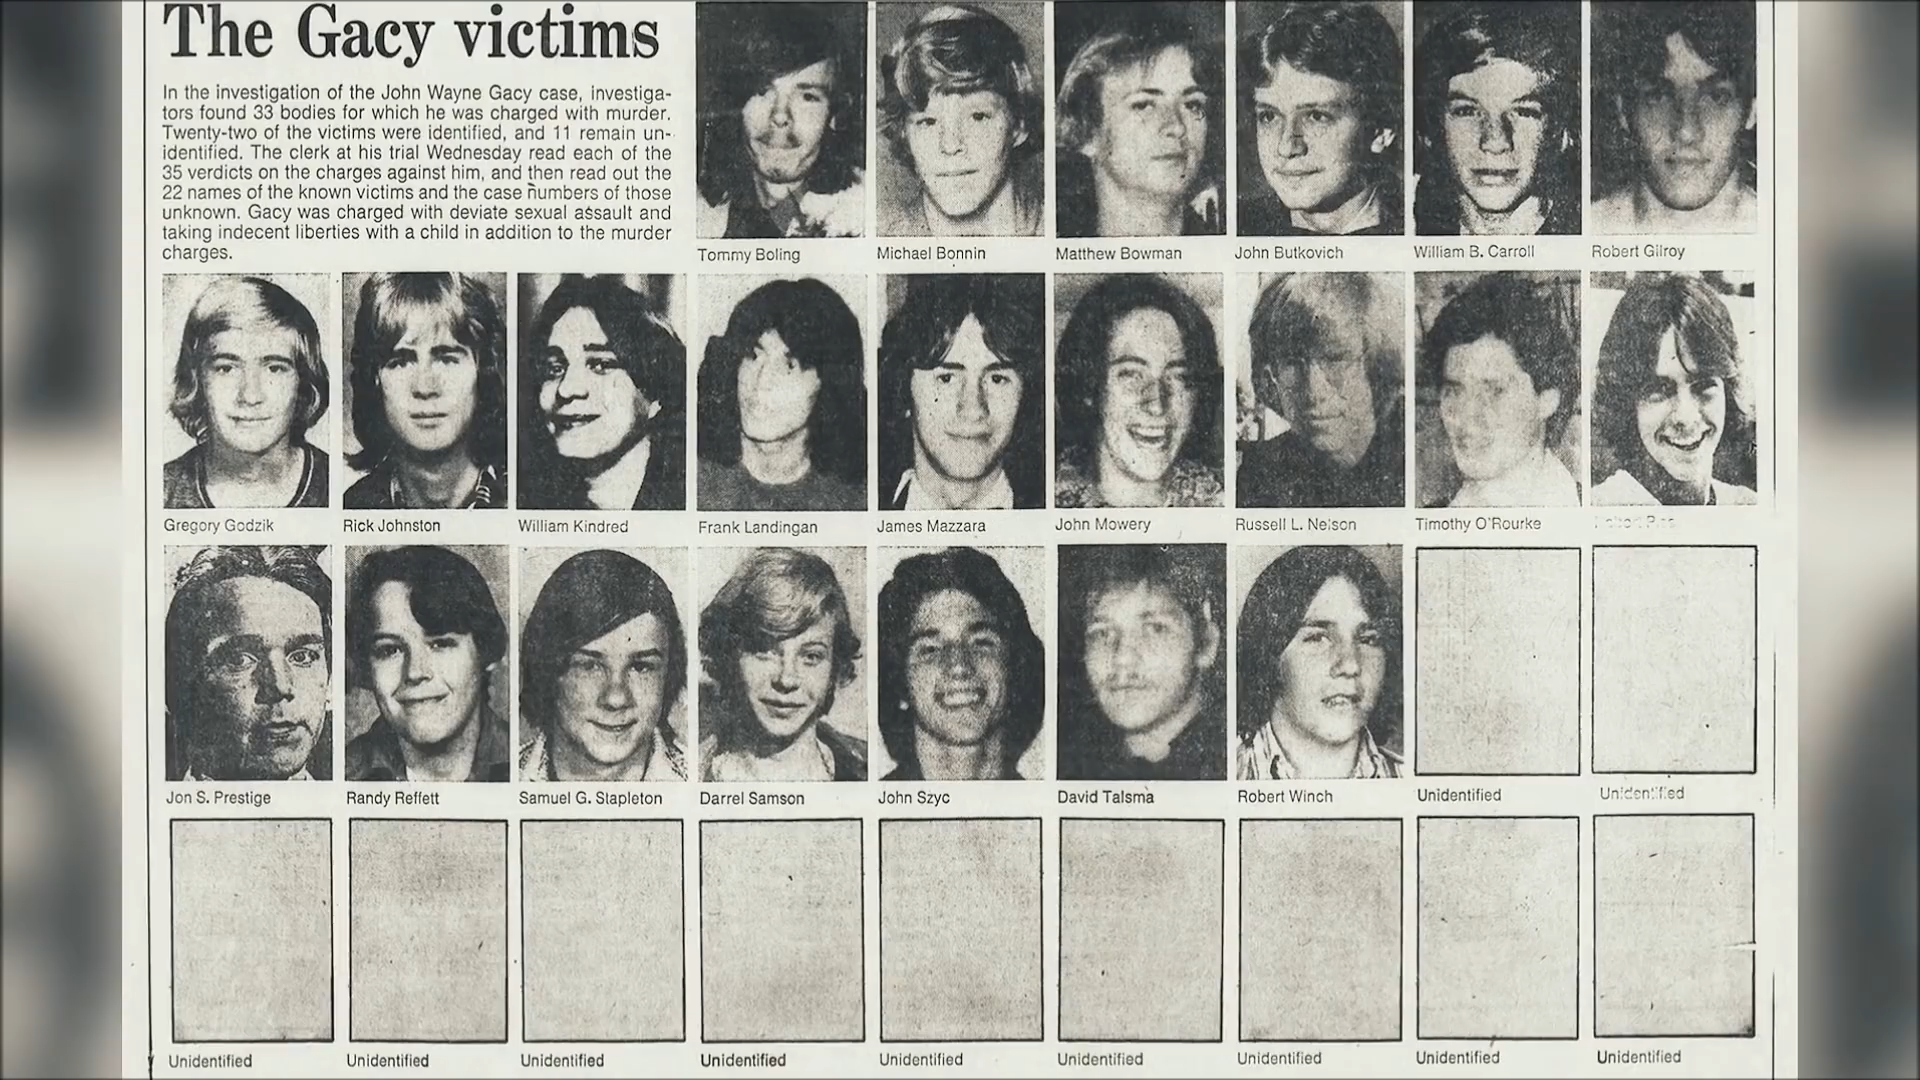 The Gacy victims
In the investigation of the John Wayne Gacy case, investiga-
tors found 33 bodies for which he was charged with murder.
Twenty-two of the victims were identified, and 11 remain un-
identified. The clerk at his trial Wednesday read each of the
35 verdicts on the charges against him, and then read out the
22 names of the known victims and the case numbers of those
unknown. Gacy was charged with deviate sexual assault and
taking indecent liberties with a child in addition to the murder
charges.
Tommy Boling
Michael Bonnin
Matthew Bowman
John Butkovich
William B. Carroll
Robert Gilroy
Gregory Godzik
Rick Johnston
William Kindred
Frank Landingan
James Mazzara
John Mowery
Russell L. Nelson
Timothy O'Rourke
Jon S. Prestige
Randy Reffett
Samuel G. Stapleton
Darrel Samson
John Szyc
David Talsma
Robert Winch
Unidentified
Unidentified
Unidentified
Unidentified
Unidentified
Unidentified
Unidentified
Unidentified
Unidentified
Unidentified
Unidentified